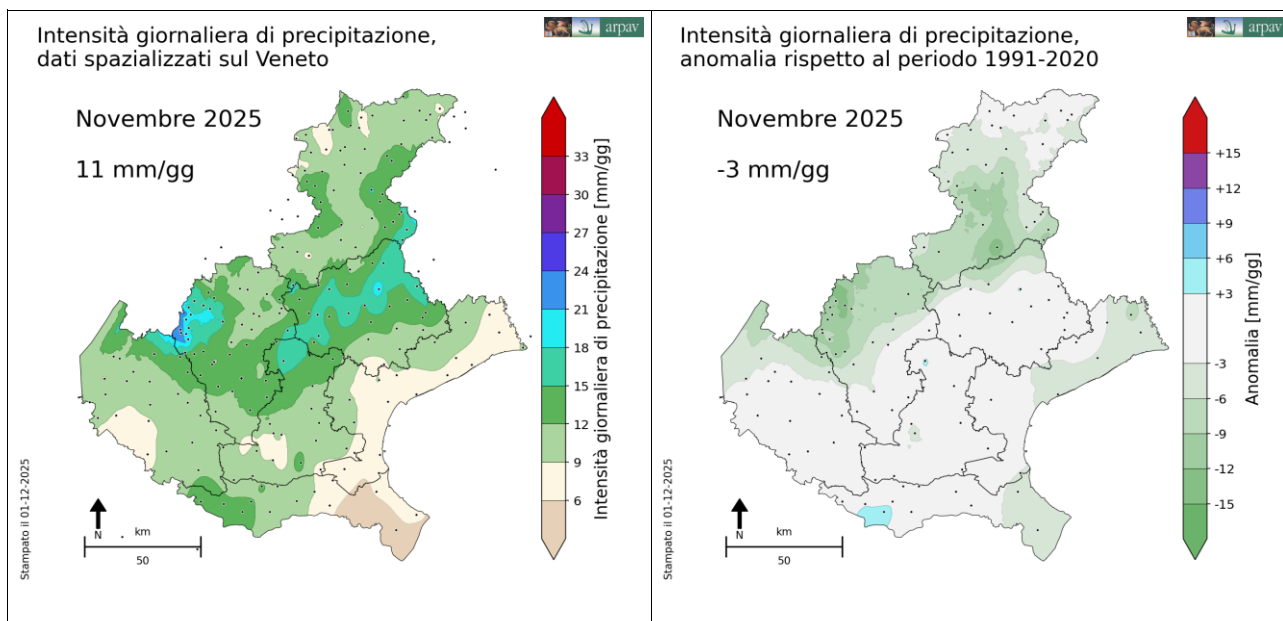 Intensità giornaliera di precipitazione,
dati spazializzati sul Veneto
arpav
Novembre 2025
11 mm/gg
33
30
27
24
21
18
15
12
9
6
Intensità giornaliera di precipitazione [mm/gg]
Stampato il 01-12-2025
N
km
50
Intensità giornaliera di precipitazione,
anomalia rispetto al periodo 1991-2020
arpav
Novembre 2025
-3 mm/gg
+15
+12
+9
+6
+3
-3
-6
-9
-12
-15
Anomalia [mm/gg]
Stampato il 01-12-2025
N
km
50